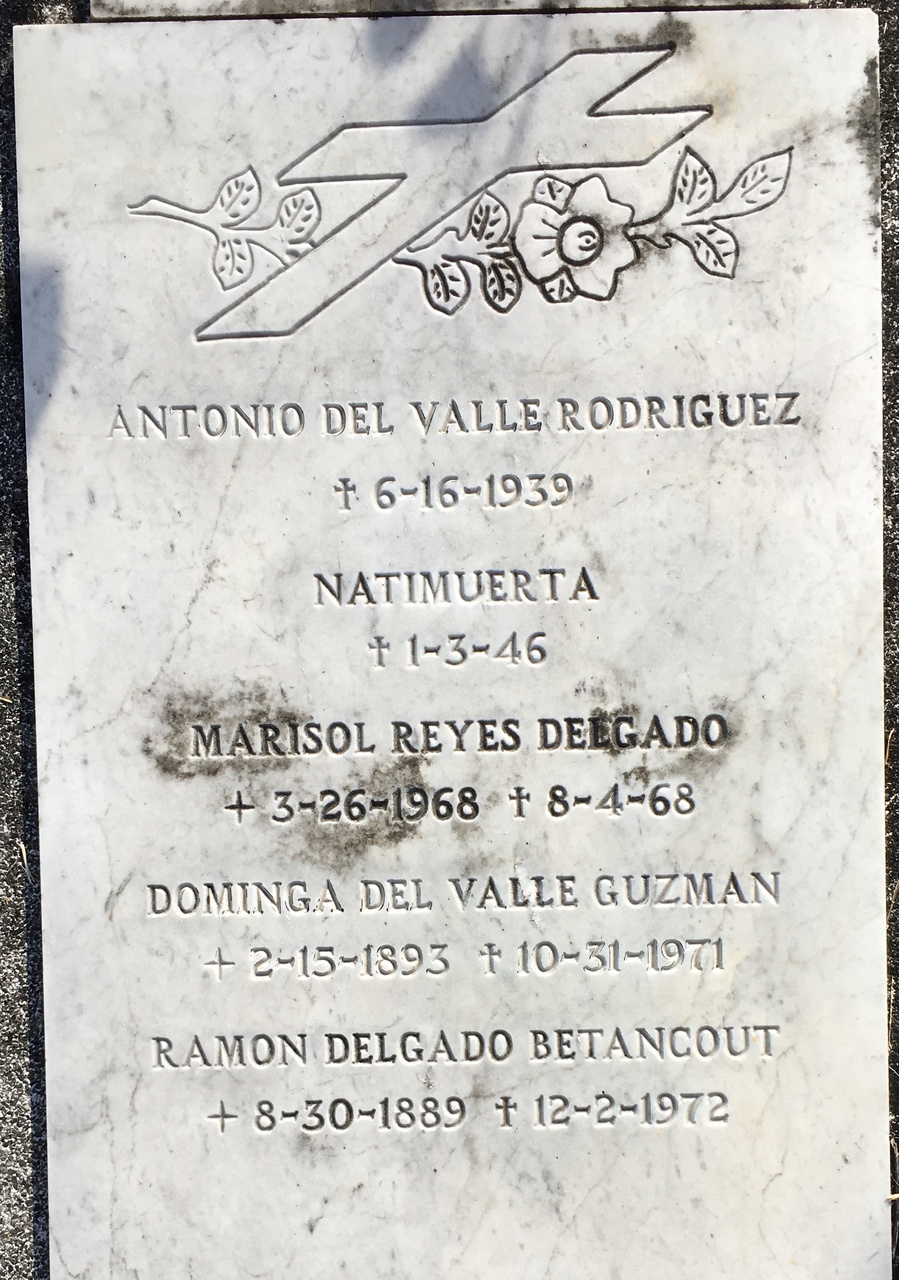 ANTONIO DEL VALLE RODRIGUEZ
† 6-16-1939
NATIMUERTA
† 1-3-46
MARISOL REYES DELGADO
+ 3-26-1968 † 8-4-68
DOMINGA DEL VALLE GUZMAN
+ 2-15-1893 † 10-31-1971
RAMON DELGADO BETANCOUT
+ 8-30-1889 † 12-2-1972